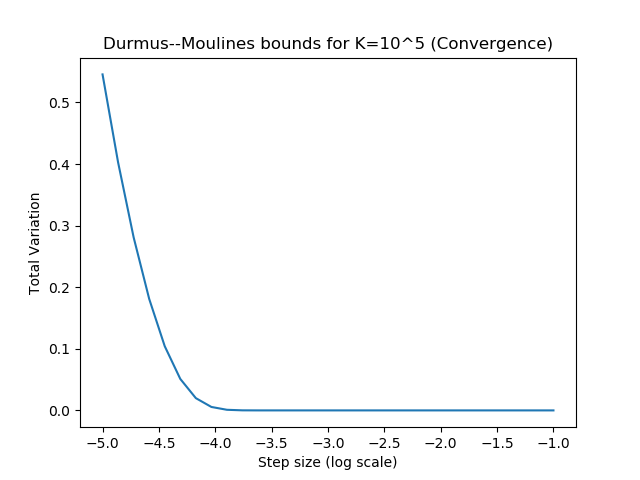 Durmus--Moulines bounds for K=10^5 (Convergence)
Total Variation
0.5
0.4
0.3
0.2
0.1
0.0
−5.0 −4.5 −4.0 −3.5 −3.0 −2.5 −2.0 −1.5 −1.0
Step size (log scale)